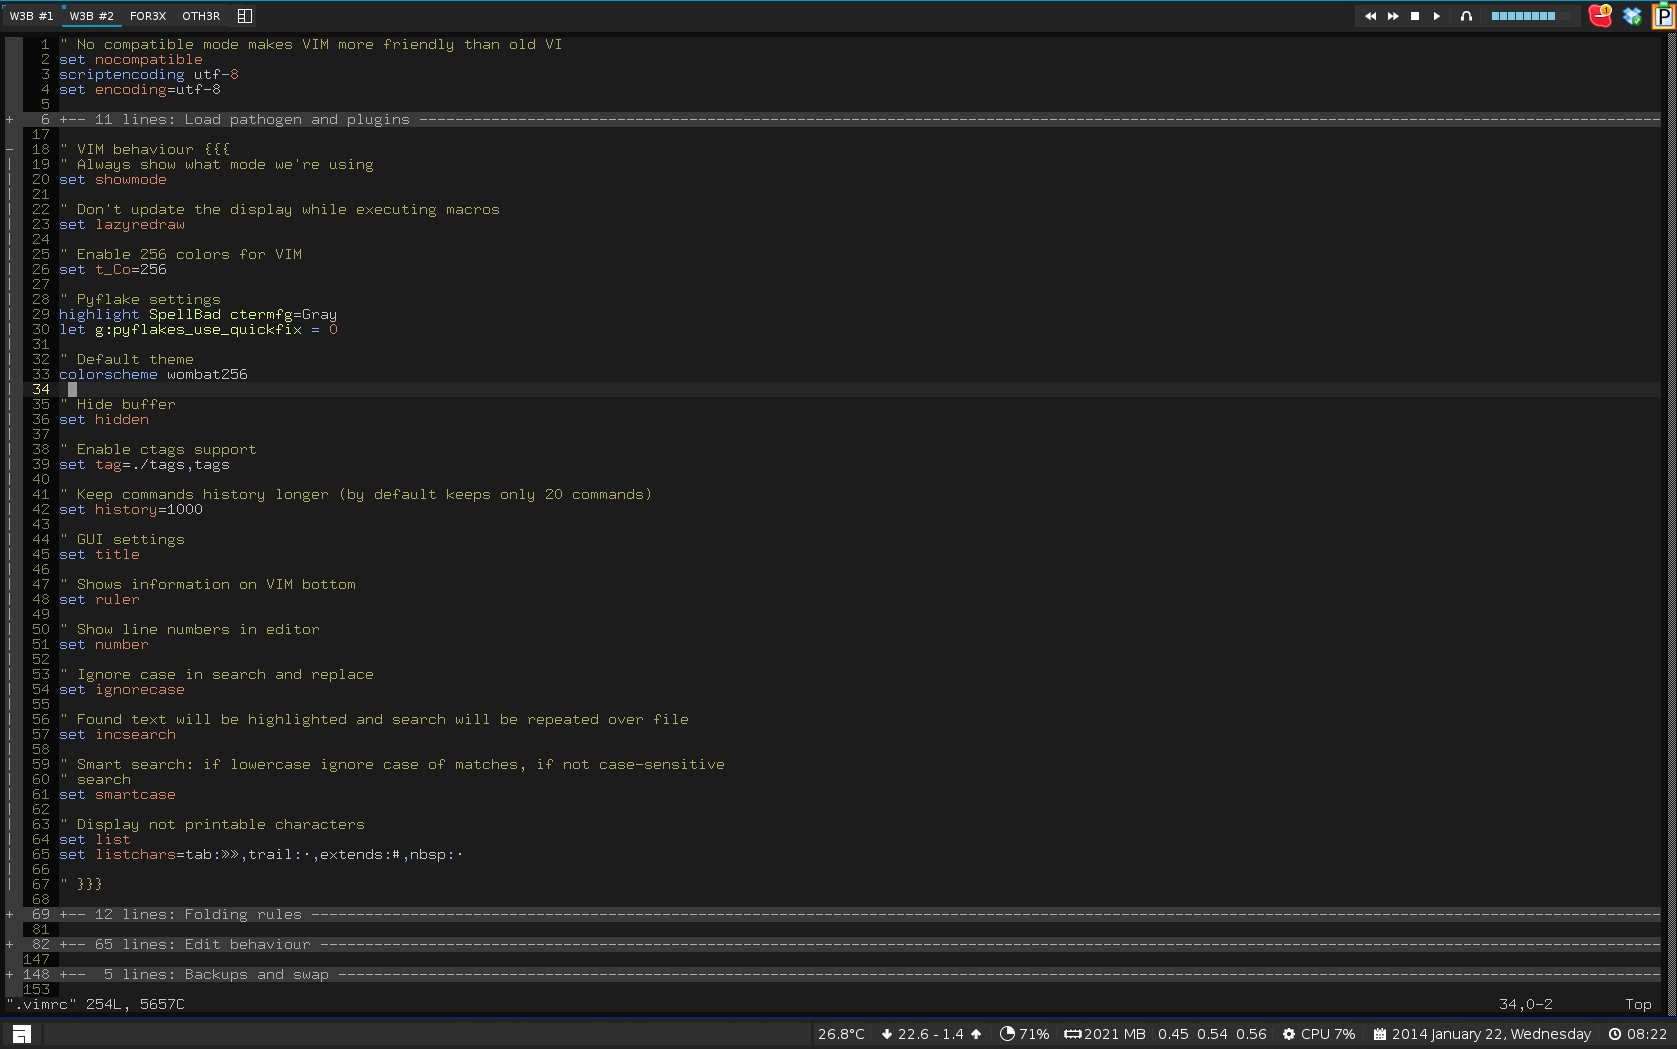 W3B #1 W3B #2 FOR3X OTH3R
1 " No compatible mode makes VIM more friendly than old VI
2 set nocompatible
3 scriptencoding utf-8
4 set encoding=utf-8
5
+ 6 +-- 11 lines: Load pathogen and plugins ----------------------------------------
17
- 18 " VIM behaviour {{{
| 19 " Always show what mode we're using
| 20 set showmode
| 21
| 22 " Don't update the display while executing macros
| 23 set lazyredraw
| 24
| 25 " Enable 256 colors for VIM
| 26 set t_Co=256
| 27
| 28 " Pyflake settings
| 29 highlight SpellBad ctermfg=Gray
| 30 let g:pyflakes_use_quickfix = 0
| 31
| 32 " Default theme
| 33 colorscheme wombat256
| 34
| 35 " Hide buffer
| 36 set hidden
| 37
| 38 " Enable ctags support
| 39 set tag=./tags,tags
| 40
| 41 " Keep commands history longer (by default keeps only 20 commands)
| 42 set history=1000
| 43
| 44 " GUI settings
| 45 set title
| 46
| 47 " Shows information on VIM bottom
| 48 set ruler
| 49
| 50 " Show line numbers in editor
| 51 set number
| 52
| 53 " Ignore case in search and replace
| 54 set ignorecase
| 55
| 56 " Found text will be highlighted and search will be repeated over file
| 57 set incsearch
| 58
| 59 " Smart search: if lowercase ignore case of matches, if not case-sensitive
| 60 " search
| 61 set smartcase
| 62
| 63 " Display not printable characters
| 64 set list
| 65 set listchars=tab:»»,trail:·,extends:#,nbsp:·
| 66
| 67 " }}}
68
+ 69 +-- 12 lines: Folding rules ----------------------------------------
81
+ 82 +-- 65 lines: Edit behaviour ----------------------------------------
147
+ 148 +-- 5 lines: Backups and swap ----------------------------------------
153
".vimrc" 254L, 5657C 34,0-2 Top
26.8°C 22.6 - 1.4 71% 2021 MB 0.45 0.54 0.56 CPU 7% 2014 January 22, Wednesday 08:22